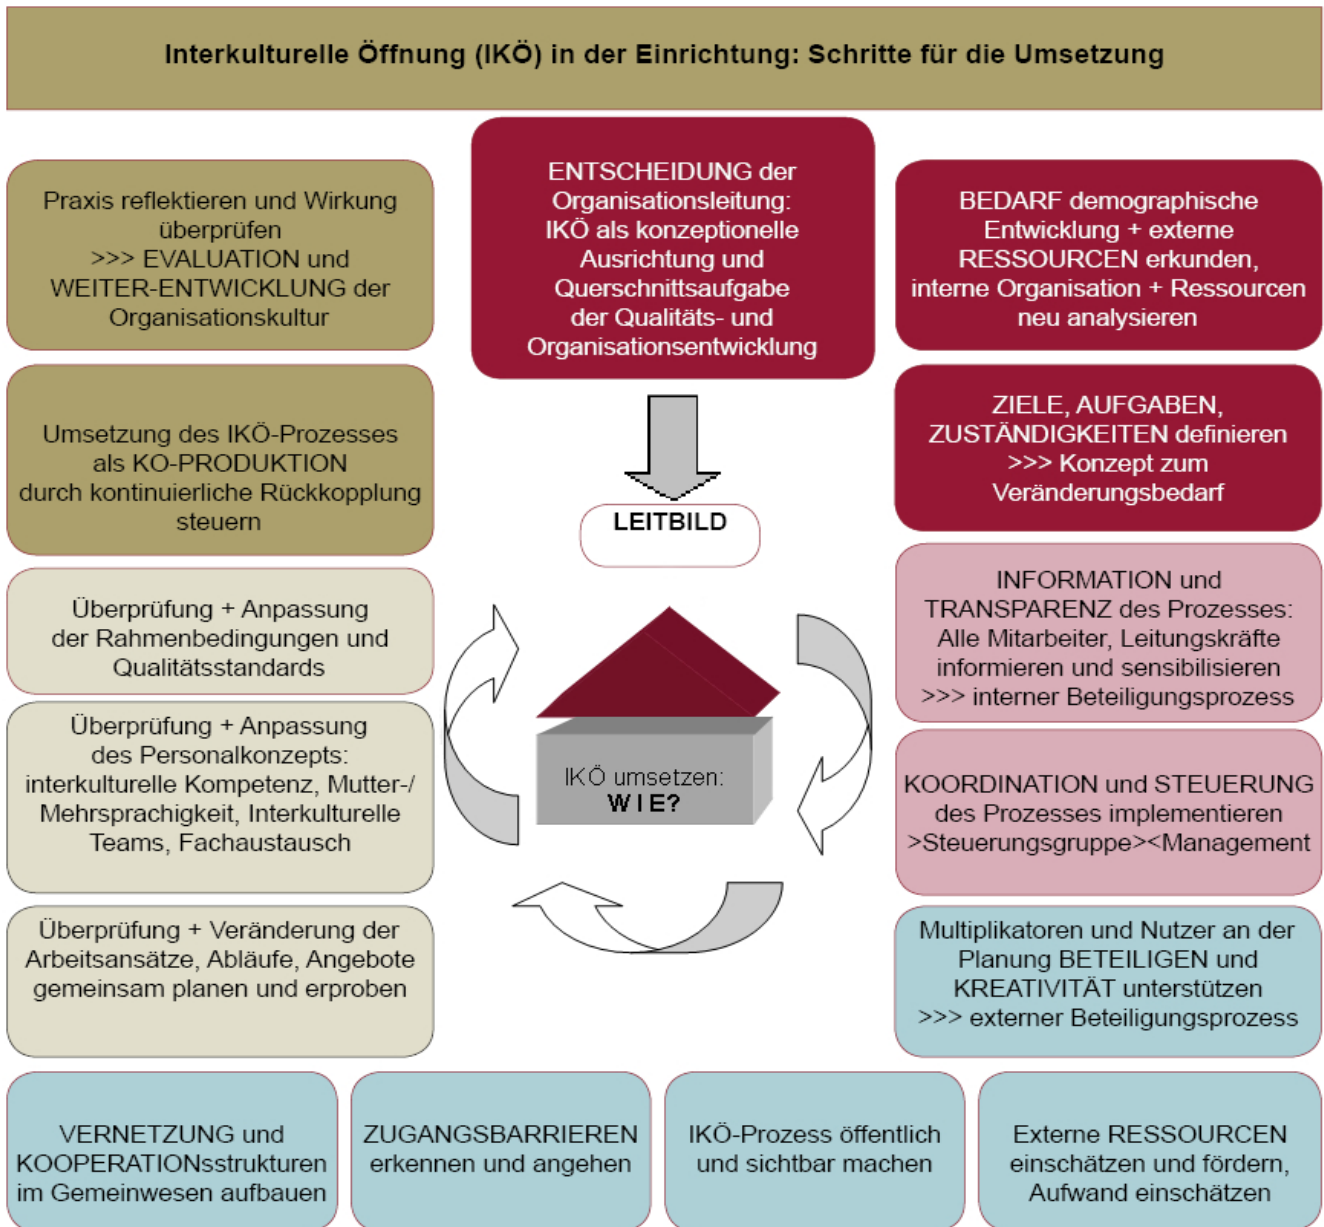 Interkulturelle Öffnung (IKÖ) in der Einrichtung: Schritte für die Umsetzung
ENTSCHEIDUNG der
Organisationsleitung:
IKÖ als konzeptionelle
Ausrichtung und
Querschnittsaufgabe
der Qualitäts- und
Organisationsentwicklung
LEITBILD
IKÖ umsetzen:
W I E?
BEDARF demographische
Entwicklung + externe
RESSOURCEN erkunden,
interne Organisation + Ressourcen
neu analysieren
ZIELE, AUFGABEN,
ZUSTÄNDIGKEITEN definieren
>>> Konzept zum
Veränderungsbedarf
INFORMATION und
TRANSPARENZ des Prozesses:
Alle Mitarbeiter, Leitungskräfte
informieren und sensibilisieren
>>> interner Beteiligungsprozess
KOORDINATION und STEUERUNG
des Prozesses implementieren
>Steuerungsgruppe><Management
Multiplikatoren und Nutzer an der
Planung BETEILIGEN und
KREATIVITÄT unterstützen
>>> externer Beteiligungsprozess
Externe RESSOURCEN
einschätzen und fördern,
Aufwand einschätzen
IKÖ-Prozess öffentlich
und sichtbar machen
ZUGANGSBARRIEREN
erkennen und angehen
VERNETZUNG und
KOOPERATIONsstrukturen
im Gemeinwesen aufbauen
Überprüfung + Veränderung der
Arbeitsansätze, Abläufe, Angebote
gemeinsam planen und erproben
Überprüfung + Anpassung
des Personalkonzepts:
interkulturelle Kompetenz, Mutter-/
Mehrsprachigkeit, Interkulturelle
Teams, Fachaustausch
Überprüfung + Anpassung
der Rahmenbedingungen und
Qualitätsstandards
Umsetzung des IKÖ-Prozesses
als KO-PRODUKTION
durch kontinuierliche Rückkopplung
steuern
Praxis reflektieren und Wirkung
überprüfen
>>> EVALUATION und
WEITER-ENTWICKLUNG der
Organisationskultur